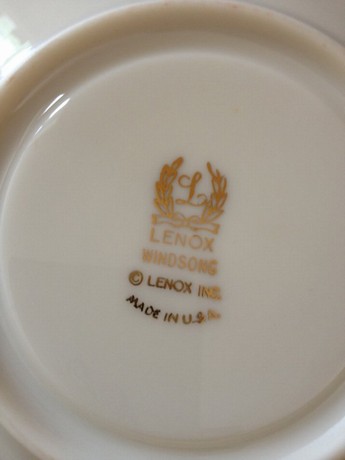 L
LENOX
WINDSONG
© LENOX INC.
MADE IN U.S.A.